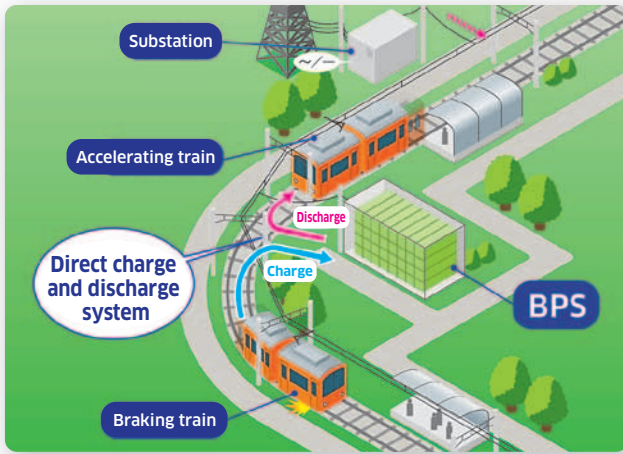 Substation
~/—
Accelerating train
Discharge
Direct charge
and discharge
system
Charge
BPS
Braking train